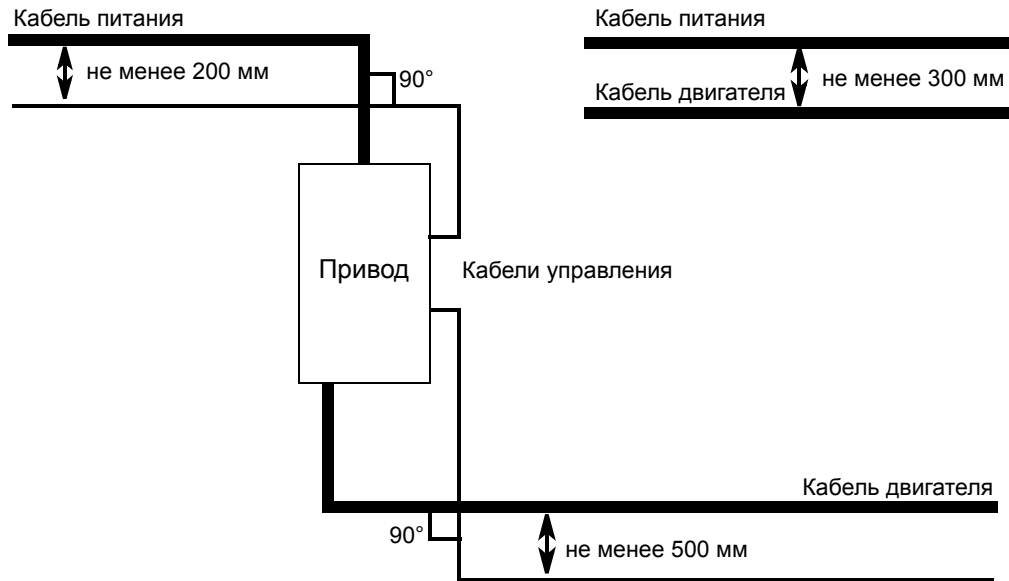 Кабель питания
не менее 200 мм
90°
Кабель питания
не менее 300 мм
Кабель двигателя
Привод
Кабели управления
Кабель двигателя
90°
не менее 500 мм